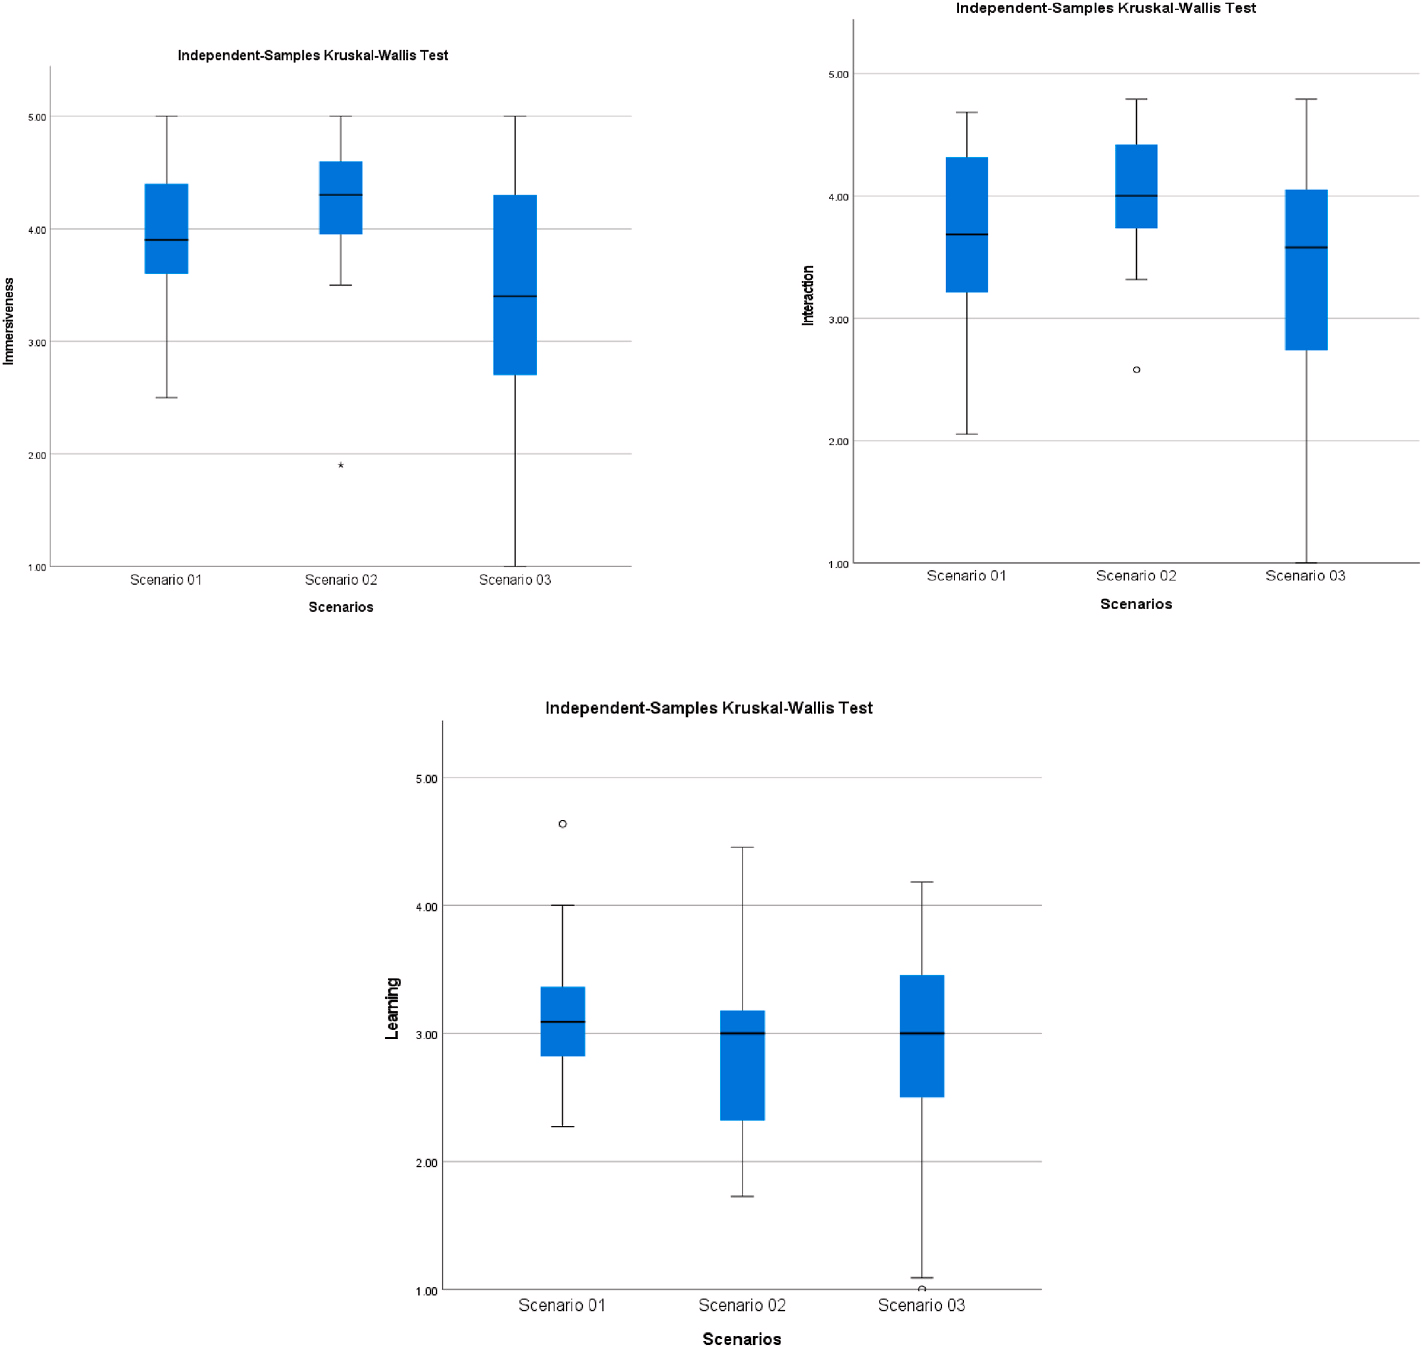 Independent-Samples Kruskal-Wallis Test
5.00
4.00
3.00
2.00
1.00
Immersiveness
Scenario 01 Scenario 02 Scenario 03
Scenarios
Independent-Samples Kruskal-Wallis Test
5.00
4.00
3.00
2.00
1.00
Interaction
Scenario 01 Scenario 02 Scenario 03
Scenarios
Independent-Samples Kruskal-Wallis Test
5.00
4.00
3.00
2.00
1.00
Learning
Scenario 01 Scenario 02 Scenario 03
Scenarios